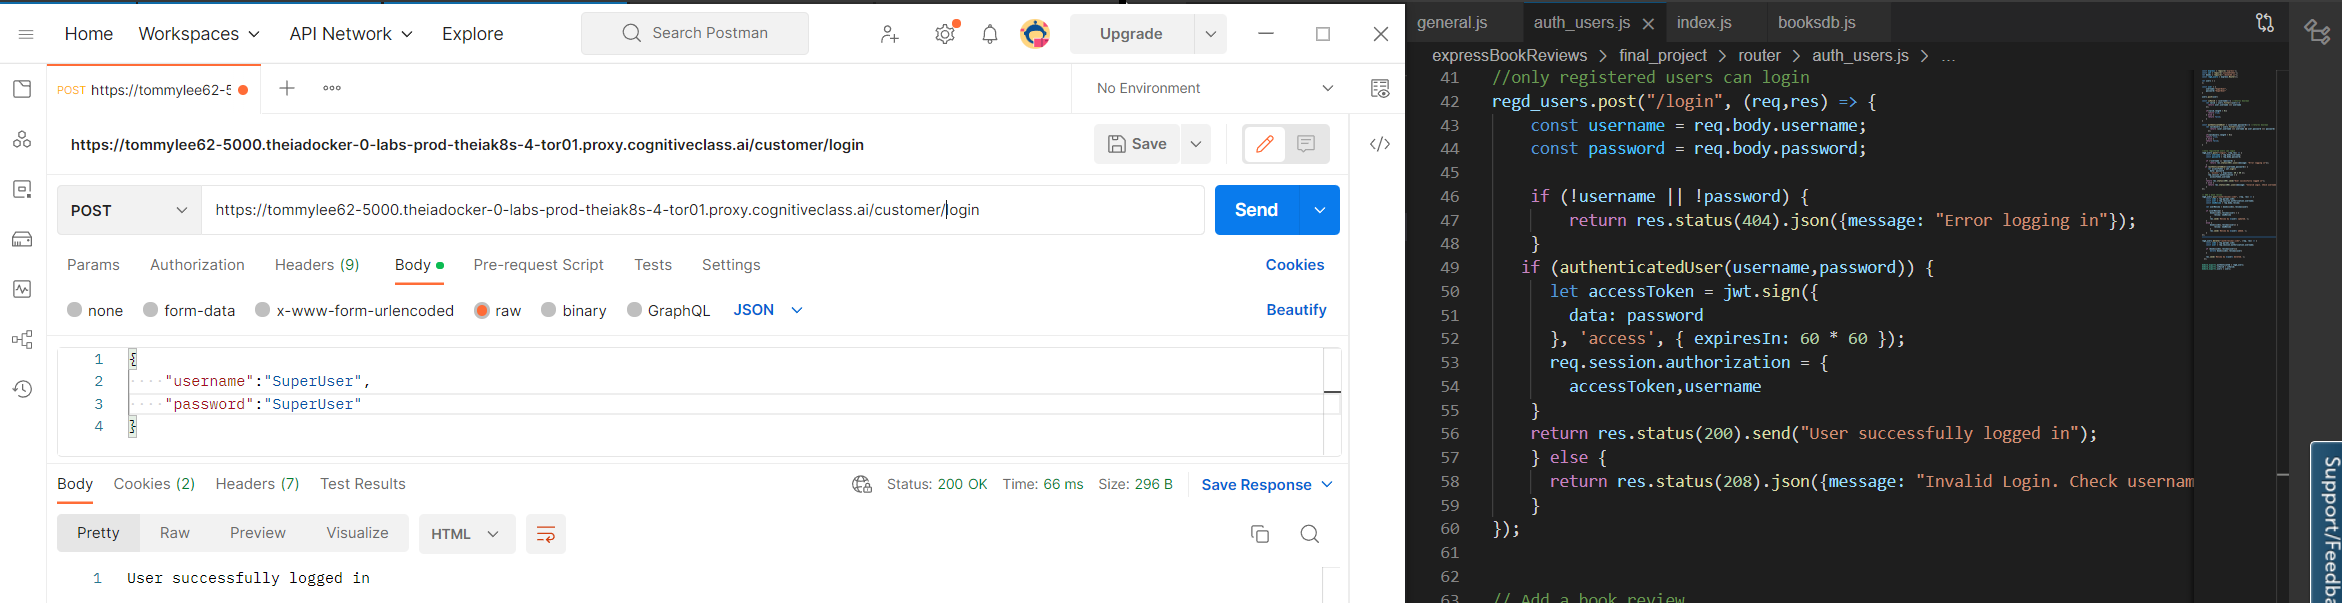 Home Workspaces API Network Explore Search Postman Upgrade
POST https://tommylee62-5 No Environment
https://tommylee62-5000.theiadocker-0-labs-prod-theiak8s-4-tor01.proxy.cognitiveclass.ai/customer/login Save
POST https://tommylee62-5000.theiadocker-0-labs-prod-theiak8s-4-tor01.proxy.cognitiveclass.ai/customer/login Send
Params Authorization Headers (9) Body Pre-request Script Tests Settings Cookies
none form-data x-www-form-urlencoded raw binary GraphQL JSON Beautify
1 {
2 "username":"SuperUser",
3 "password":"SuperUser"
4 }
Body Cookies (2) Headers (7) Test Results Status: 200 OK Time: 66 ms Size: 296 B Save Response
Pretty Raw Preview Visualize HTML
1 User successfully logged in
general.js auth_users.js index.js booksdb.js
expressBookReviews > final_project > router > auth_users.js > ...
41 //only registered users can login
42 regd_users.post("/login", (req,res) => {
43 const username = req.body.username;
44 const password = req.body.password;
45
46 if (!username || !password) {
47 return res.status(404).json({message: "Error logging in"});
48 }
49 if (authenticatedUser(username,password)) {
50 let accessToken = jwt.sign({
51 data: password
52 }, 'access', { expiresIn: 60 * 60 });
53 req.session.authorization = {
54 accessToken,username
55 }
56 return res.status(200).send("User successfully logged in");
57 } else {
58 return res.status(208).json({message: "Invalid Login. Check usernam
59 }
60 });
61
62
63 // Add a book review
Support/Feedba